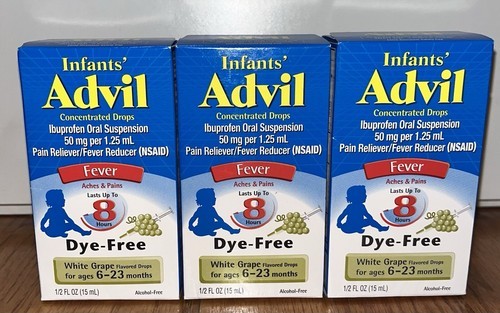 Infants'
Advil
Concentrated Drops
Ibuprofen Oral Suspension
50 mg per 1.25 mL
Pain Reliever/Fever Reducer (NSAID)
Fever
Aches & Pains
Lasts Up To
8
Hours
Dye-Free
White Grape Flavored Drops
for ages 6-23 months
1/2 FL OZ (15 mL) Alcohol-Free
Infants'
Advil
Concentrated Drops
Ibuprofen Oral Suspension
50 mg per 1.25 mL
Pain Reliever/Fever Reducer (NSAID)
Fever
Aches & Pains
Lasts Up To
8
Hours
Dye-Free
White Grape Flavored Drops
for ages 6-23 months
1/2 FL OZ (15 mL) Alcohol-Free
Infants'
Advil
Concentrated Drops
Ibuprofen Oral Suspension
50 mg per 1.25 mL
Pain Reliever/Fever Reducer (NSAID)
Fever
Aches & Pains
Lasts Up To
8
Hours
Dye-Free
White Grape Flavored Drops
for ages 6-23 months
1/2 FL OZ (15 mL) Alcohol-Free